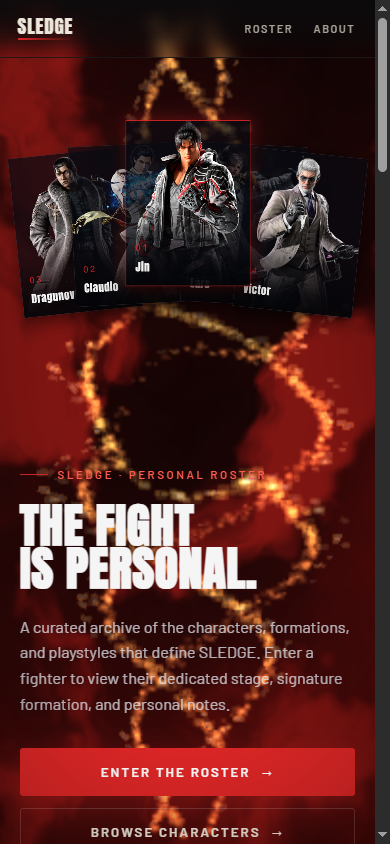 SLEDGE
ROSTER ABOUT
01
Jin
02
Claudio
03
Dragunov
Victor
SLEDGE · PERSONAL ROSTER
THE FIGHT
IS PERSONAL.
A curated archive of the characters, formations,
and playstyles that define SLEDGE. Enter a
fighter to view their dedicated stage, signature
formation, and personal notes.
ENTER THE ROSTER →
BROWSE CHARACTERS →